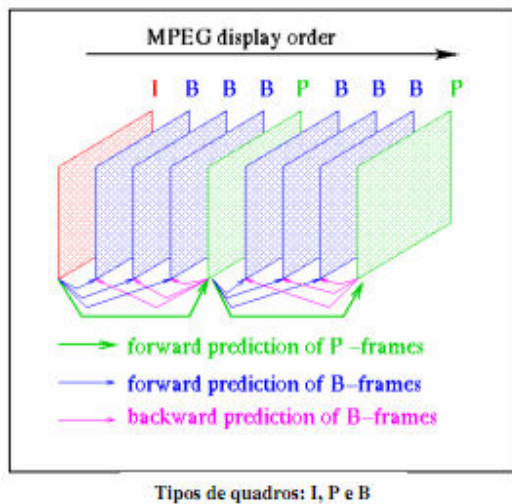 MPEG display order
I B B B P B B B P
forward prediction of P-frames
forward prediction of B-frames
backward prediction of B-frames
Tipos de quadros: I, P e B